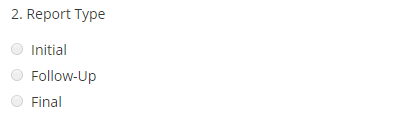 2. Report Type
Initial
Follow-Up
Final